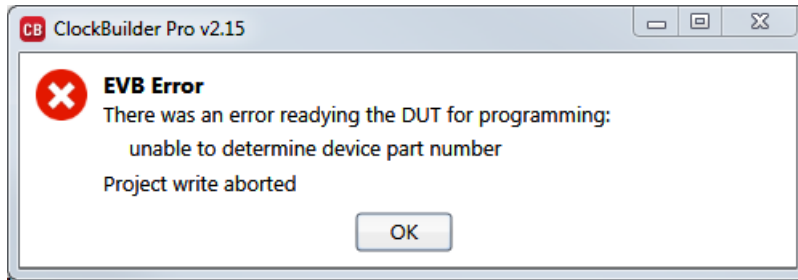 CB ClockBuilder Pro v2.15
EVB Error
There was an error readying the DUT for programming:
unable to determine device part number
Project write aborted
OK